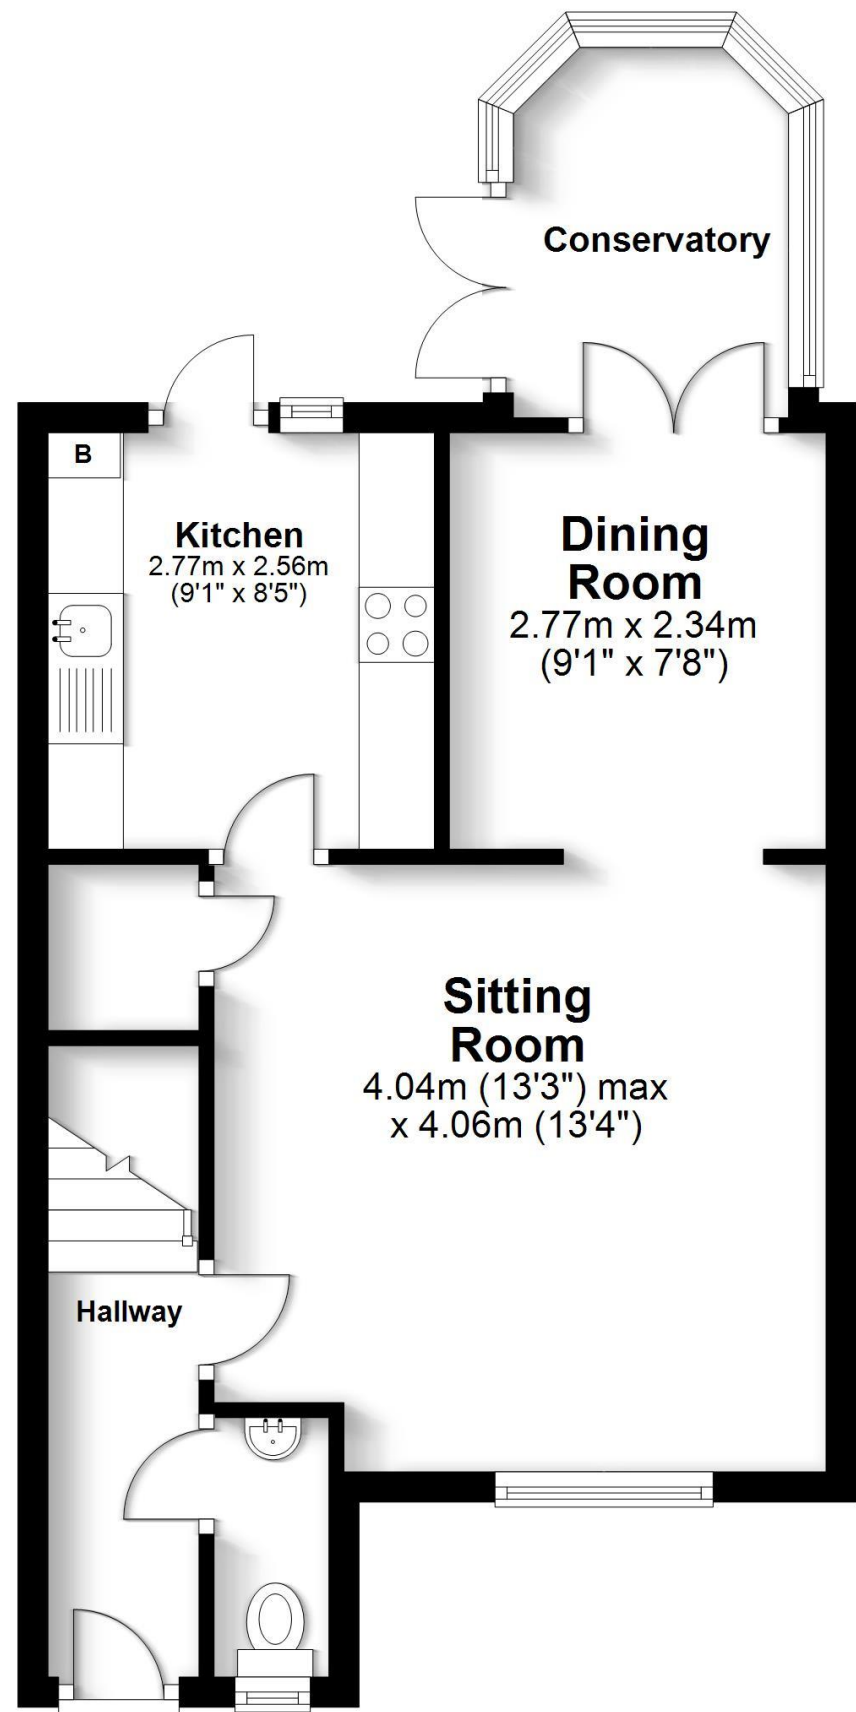 Conservatory
B
Kitchen
2.77m x 2.56m
(9'1" x 8'5")
Dining
Room
2.77m x 2.34m
(9'1" x 7'8")
Sitting
Room
4.04m (13'3") max
x 4.06m (13'4")
Hallway